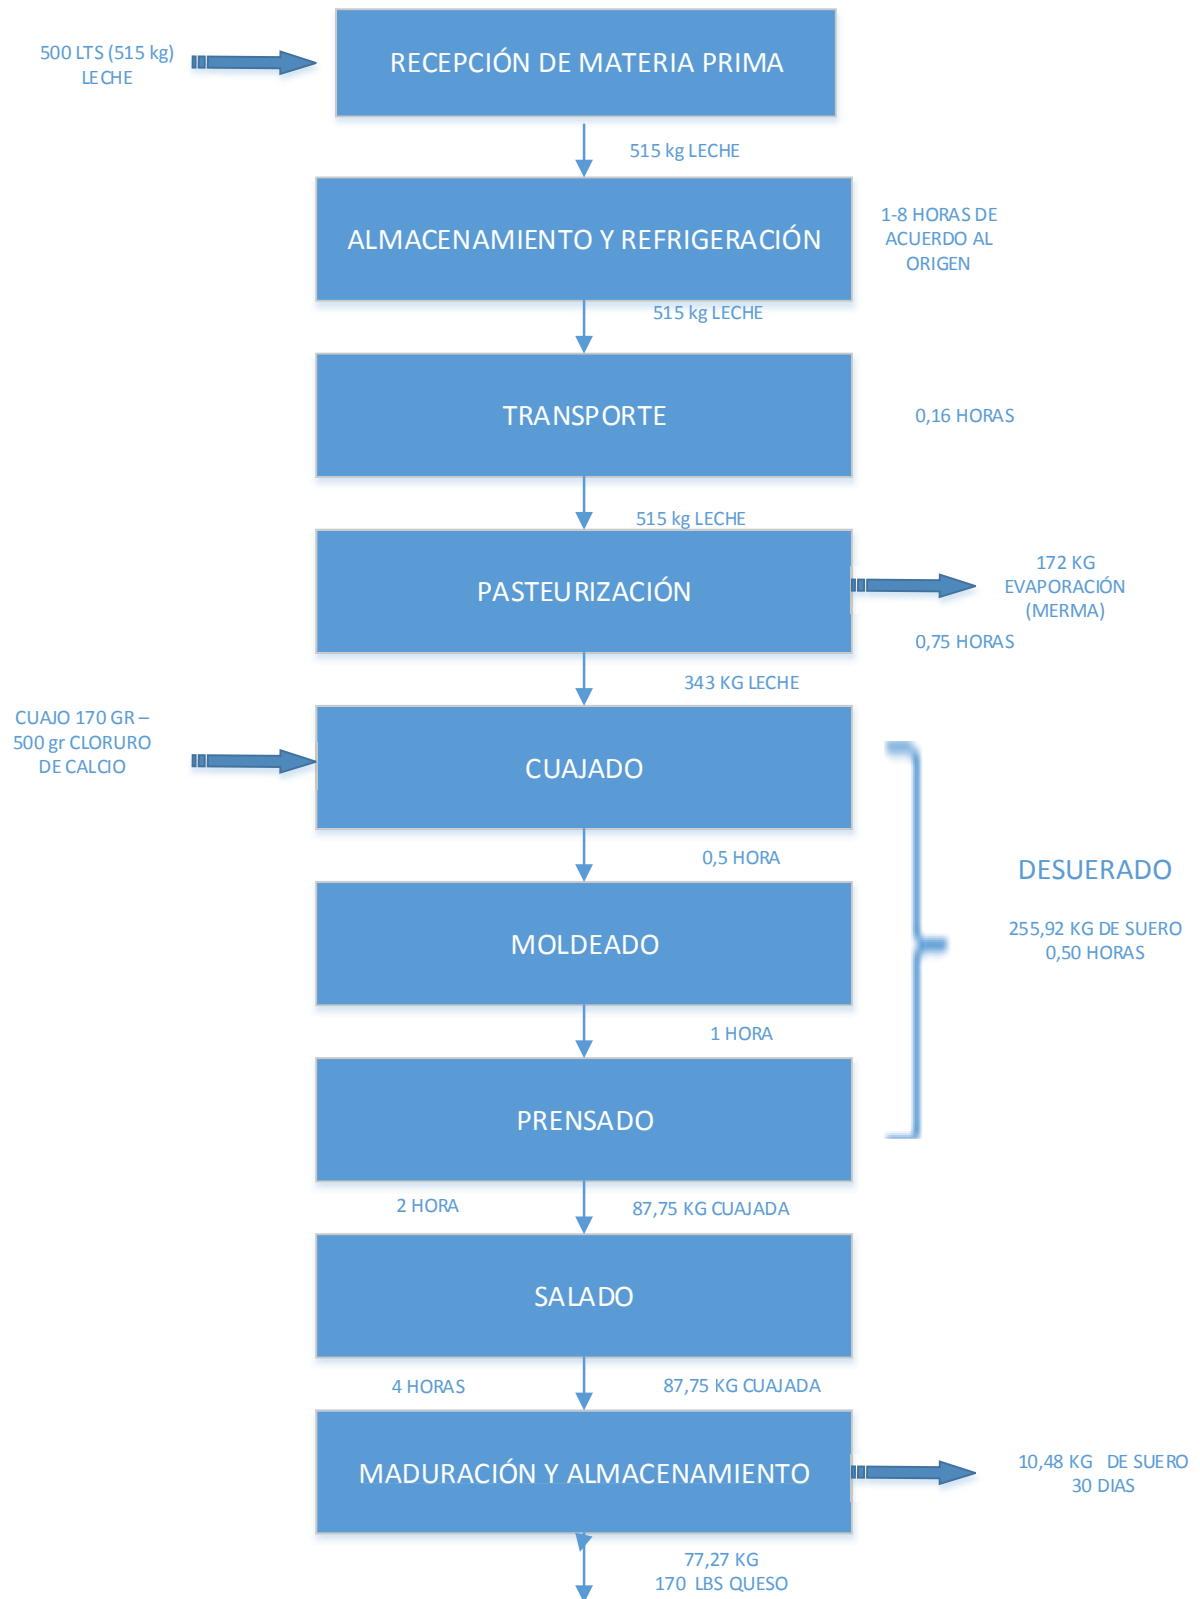 500 LTS (515 kg)
LECHE
RECEPCIÓN DE MATERIA PRIMA
515 kg LECHE
ALMACENAMIENTO Y REFRIGERACIÓN
1-8 HORAS DE
ACUERDO AL
ORIGEN
515 kg LECHE
TRANSPORTE
0,16 HORAS
515 kg LECHE
PASTEURIZACIÓN
172 KG
EVAPORACIÓN
(MERMA)
0,75 HORAS
343 KG LECHE
CUAJO 170 GR –
500 gr CLORURO
DE CALCIO
CUAJADO
0,5 HORA
MOLDEADO
DESUERADO
255,92 KG DE SUERO
0,50 HORAS
1 HORA
PRENSADO
2 HORA
87,75 KG CUAJADA
SALADO
4 HORAS
87,75 KG CUAJADA
MADURACIÓN Y ALMACENAMIENTO
10,48 KG DE SUERO
30 DIAS
77,27 KG
170 LBS QUESO